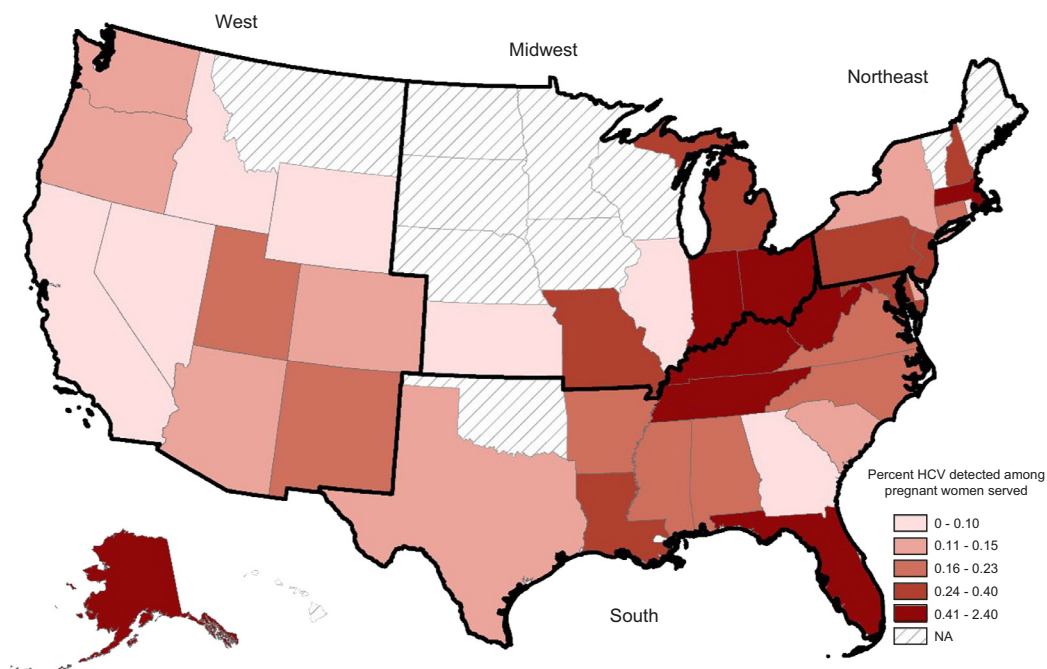 West
Midwest
Northeast
South
Percent HCV detected among
pregnant women served
0 - 0.10
0.11 - 0.15
0.16 - 0.23
0.24 - 0.40
0.41 - 2.40
NA